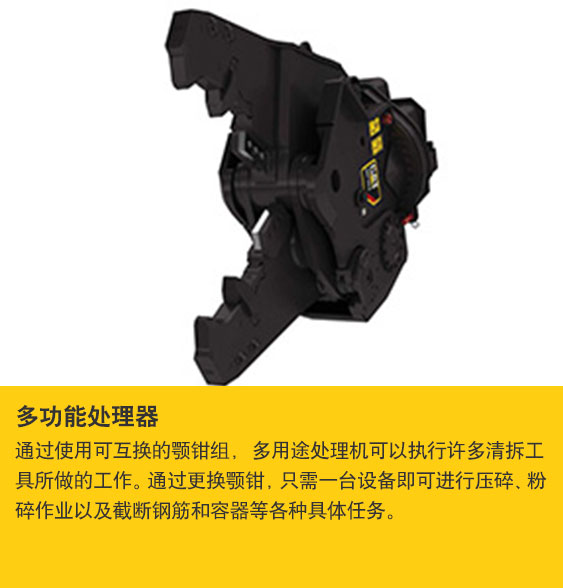 CAT
多功能处理器
通过使用可互换的颚钳组， 多用途处理机可以执行许多清拆工
具所做的工作。通过更换颚钳，只需一台设备即可进行压碎、粉
碎作业以及截断钢筋和容器等各种具体任务。